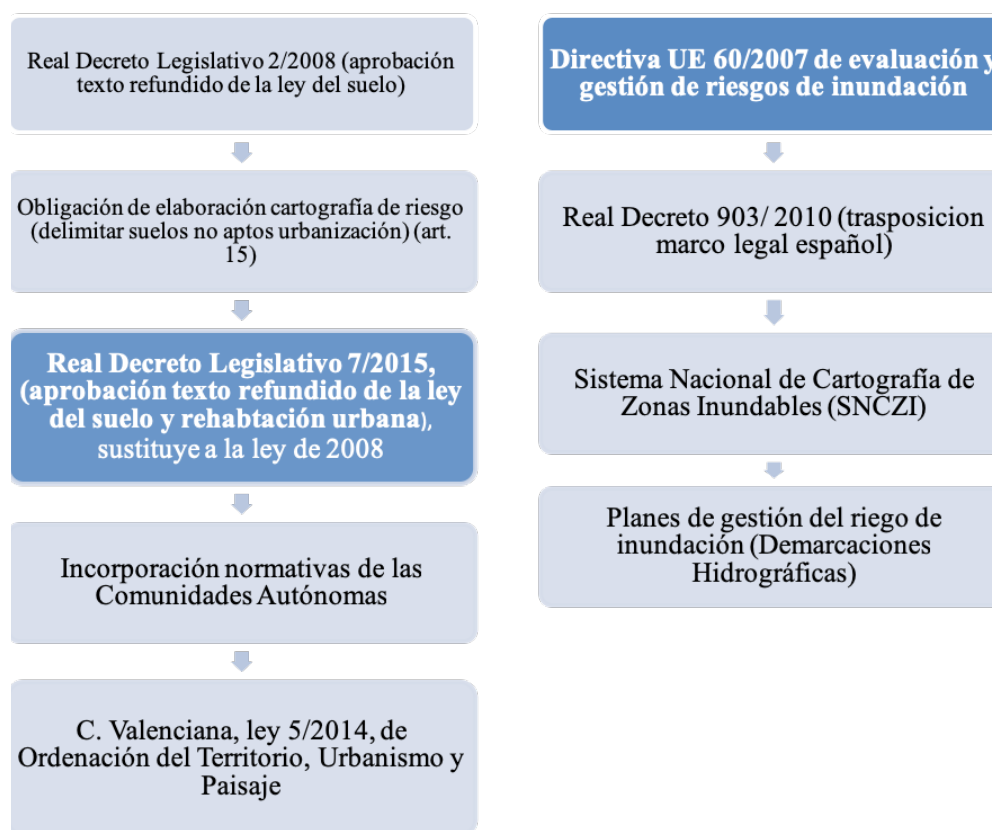 Real Decreto Legislativo 2/2008 (aprobación
texto refundido de la ley del suelo)
Obligación de elaboración cartografía de riesgo
(delimitar suelos no aptos urbanización) (art.
15)
Real Decreto Legislativo 7/2015,
(aprobación texto refundido de la ley
del suelo y rehabtación urbana),
sustituye a la ley de 2008
Incorporación normativas de las
Comunidades Autónomas
C. Valenciana, ley 5/2014, de
Ordenación del Territorio, Urbanismo y
Paisaje
Directiva UE 60/2007 de evaluación y
gestión de riesgos de inundación
Real Decreto 903/ 2010 (trasposicion
marco legal español)
Sistema Nacional de Cartografía de
Zonas Inundables (SNCZI)
Planes de gestión del riego de
inundación (Demarcaciones
Hidrográficas)